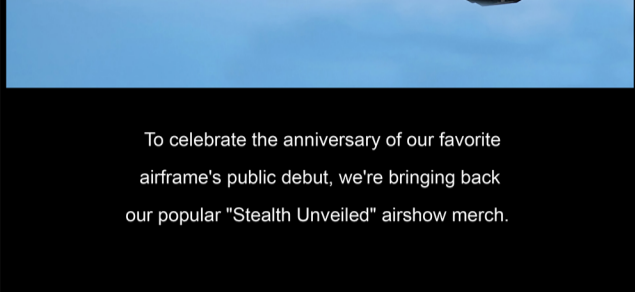 To celebrate the anniversary of our favorite
airframe's public debut, we're bringing back
our popular "Stealth Unveiled" airshow merch.